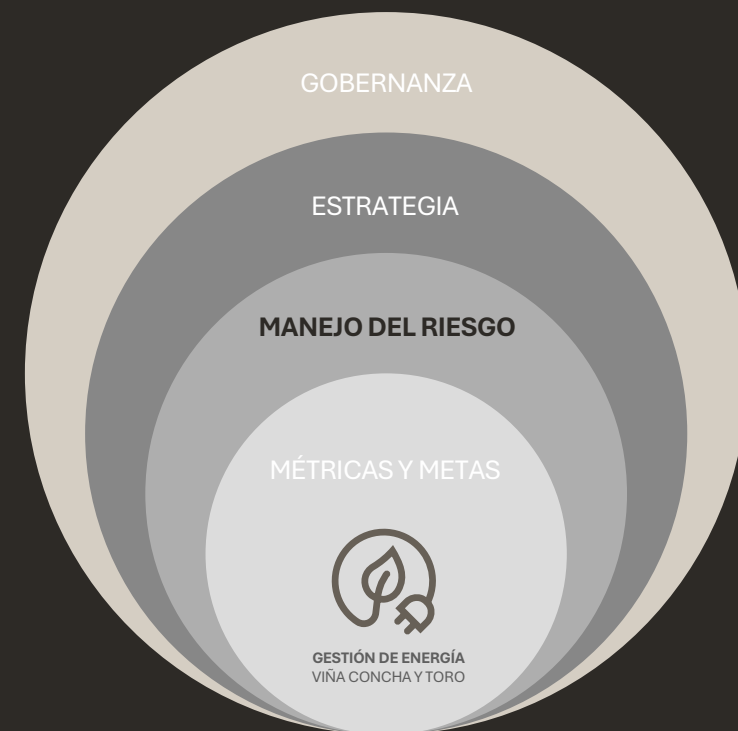 GOBERNANZA
ESTRATEGIA
MANEJO DEL RIESGO
MÉTRICAS Y METAS
GESTIÓN DE ENERGÍA
VIÑA CONCHA Y TORO